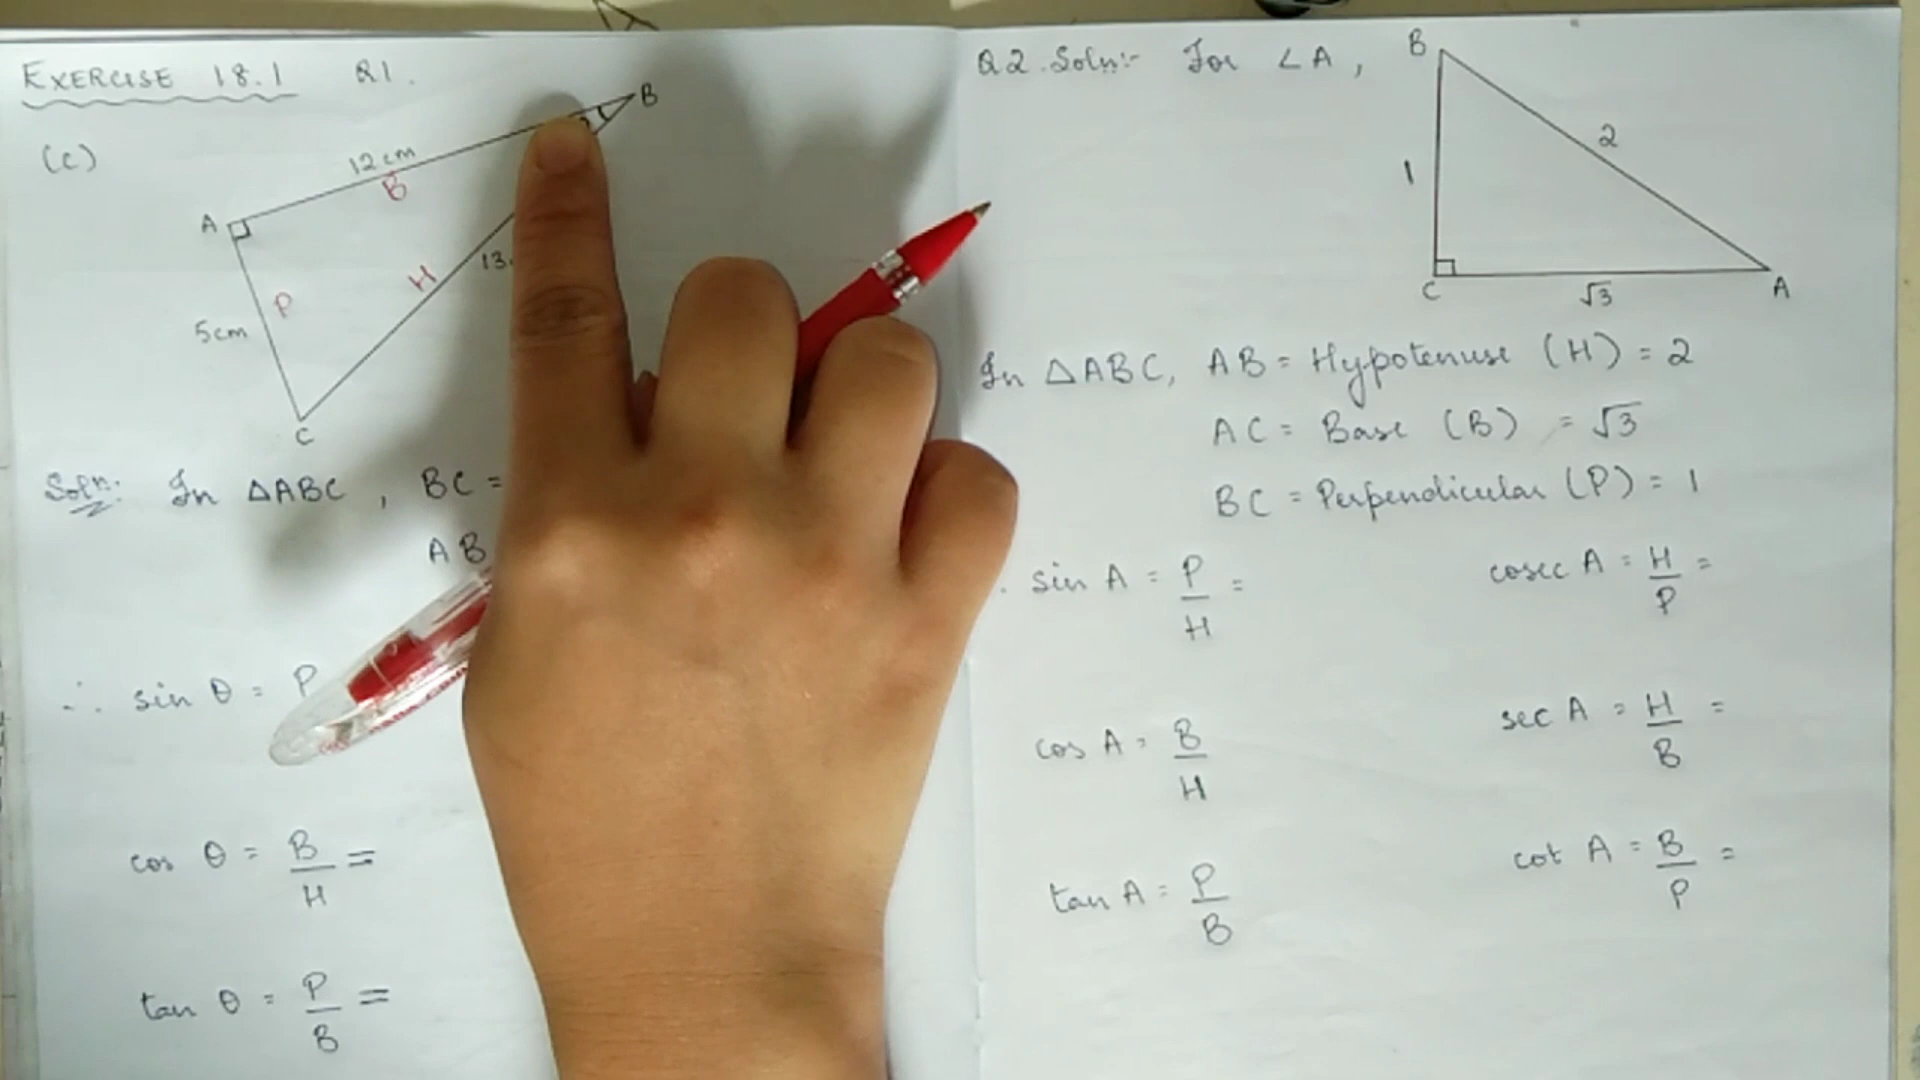 EXERCISE 18.1 Q1.
(c)
B
12 cm
B
A
13.
H
P
5cm
C
Soln: In ΔABC, BC =
AB
∴ sin θ = P
cos θ = B/H =
tan θ = P/B =
Q2. Soln:- For ∠A,
B
2
1
C
√3
A
In ΔABC, AB = Hypotenuse (H) = 2
AC = Base (B) = √3
BC = Perpendicular (P) = 1
sin A = P/H = cosec A = H/P =
cos A = B/H sec A = H/B =
tan A = P/B cot A = B/P =